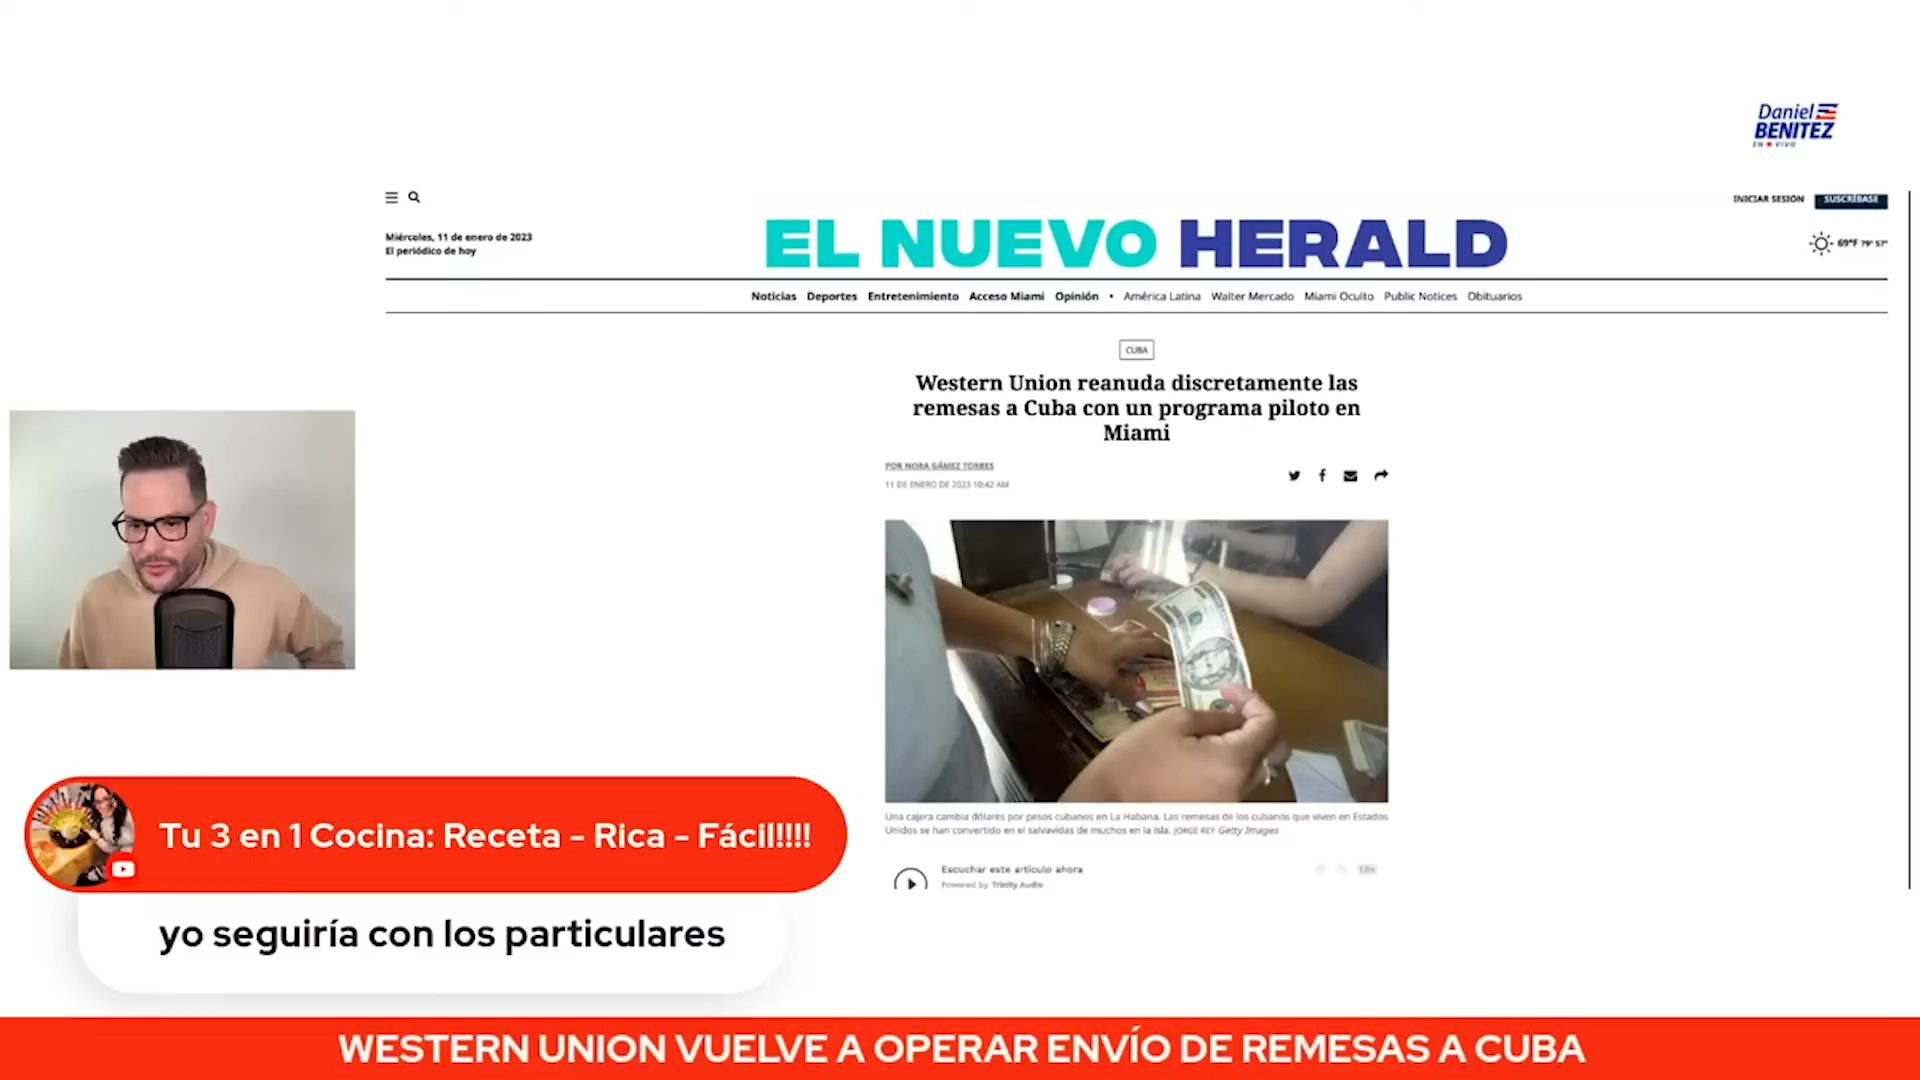 Daniel
BENITEZ
EN VIVO
INICIAR SESIÓN
SUSCRÍBASE
Miércoles, 11 de enero de 2023
El periódico de hoy
EL NUEVO HERALD
69°F 79° 57°
Noticias Deportes Entretenimiento Acceso Miami Opinión • América Latina Walter Mercado Miami Oculto Public Notices Obituarios
CUBA
Western Union reanuda discretamente las
remesas a Cuba con un programa piloto en
Miami
POR NORA GÁMEZ TORRES
11 DE ENERO DE 2023 10:42 AM
Una cajera cambia dólares por pesos cubanos en La Habana. Las remesas de los cubanos que viven en Estados
Unidos se han convertido en el salvavidas de muchos en la isla. JORGE REY Getty Images
Escuchar este artículo ahora
Powered by Trinity Audio
1.0x
Tu 3 en 1 Cocina: Receta - Rica - Fácil!!!!
yo seguiría con los particulares
WESTERN UNION VUELVE A OPERAR ENVÍO DE REMESAS A CUBA